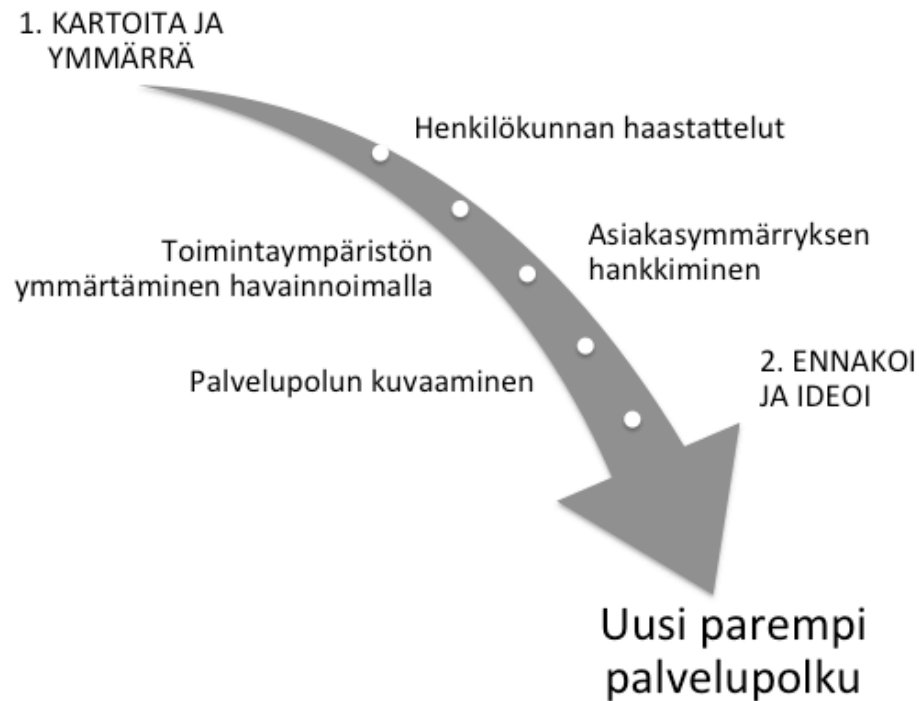 1. KARTOITA JA
YMMÄRRÄ
Henkilökunnan haastattelut
Toimintaympäristön
ymmärtäminen havainnoimalla
Asiakasymmärryksen
hankkiminen
Palvelupolun kuvaaminen
2. ENNAKOI
JA IDEOI
Uusi parempi
palvelupolku